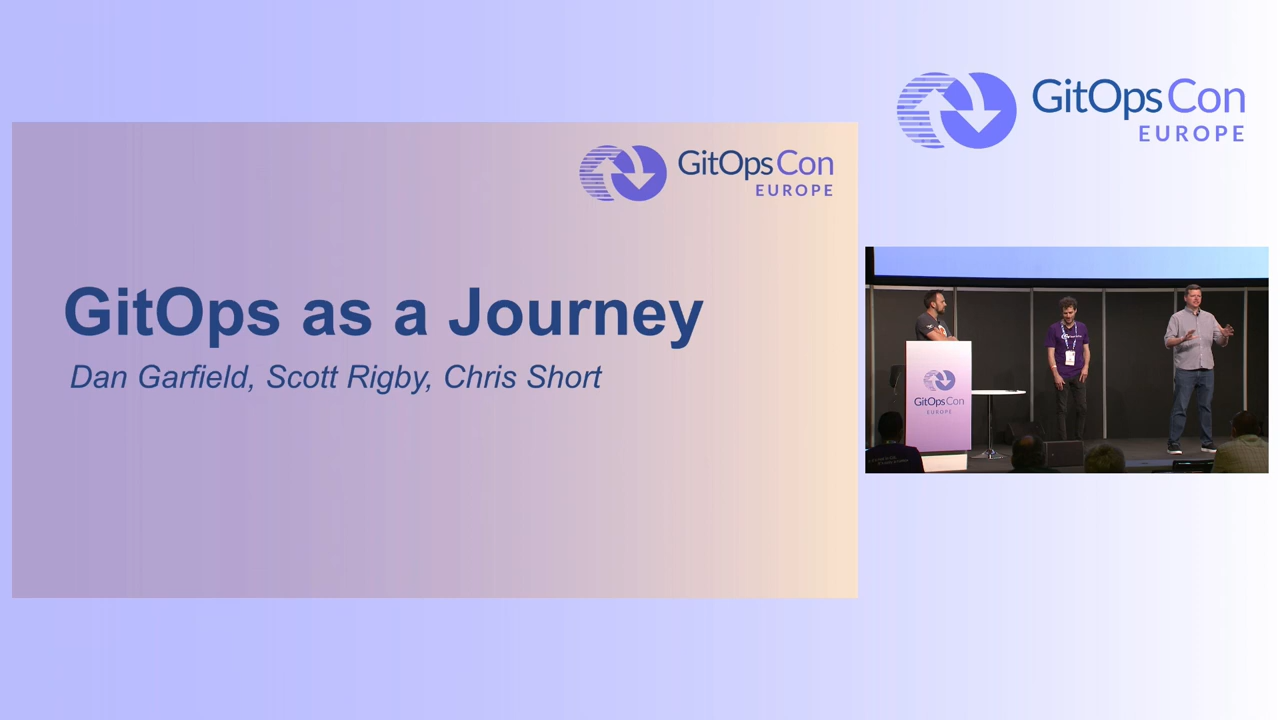 GitOps Con
EUROPE
GitOps as a Journey
Dan Garfield, Scott Rigby, Chris Short
GitOps Con
EUROPE
GitOps Con
EUROPE